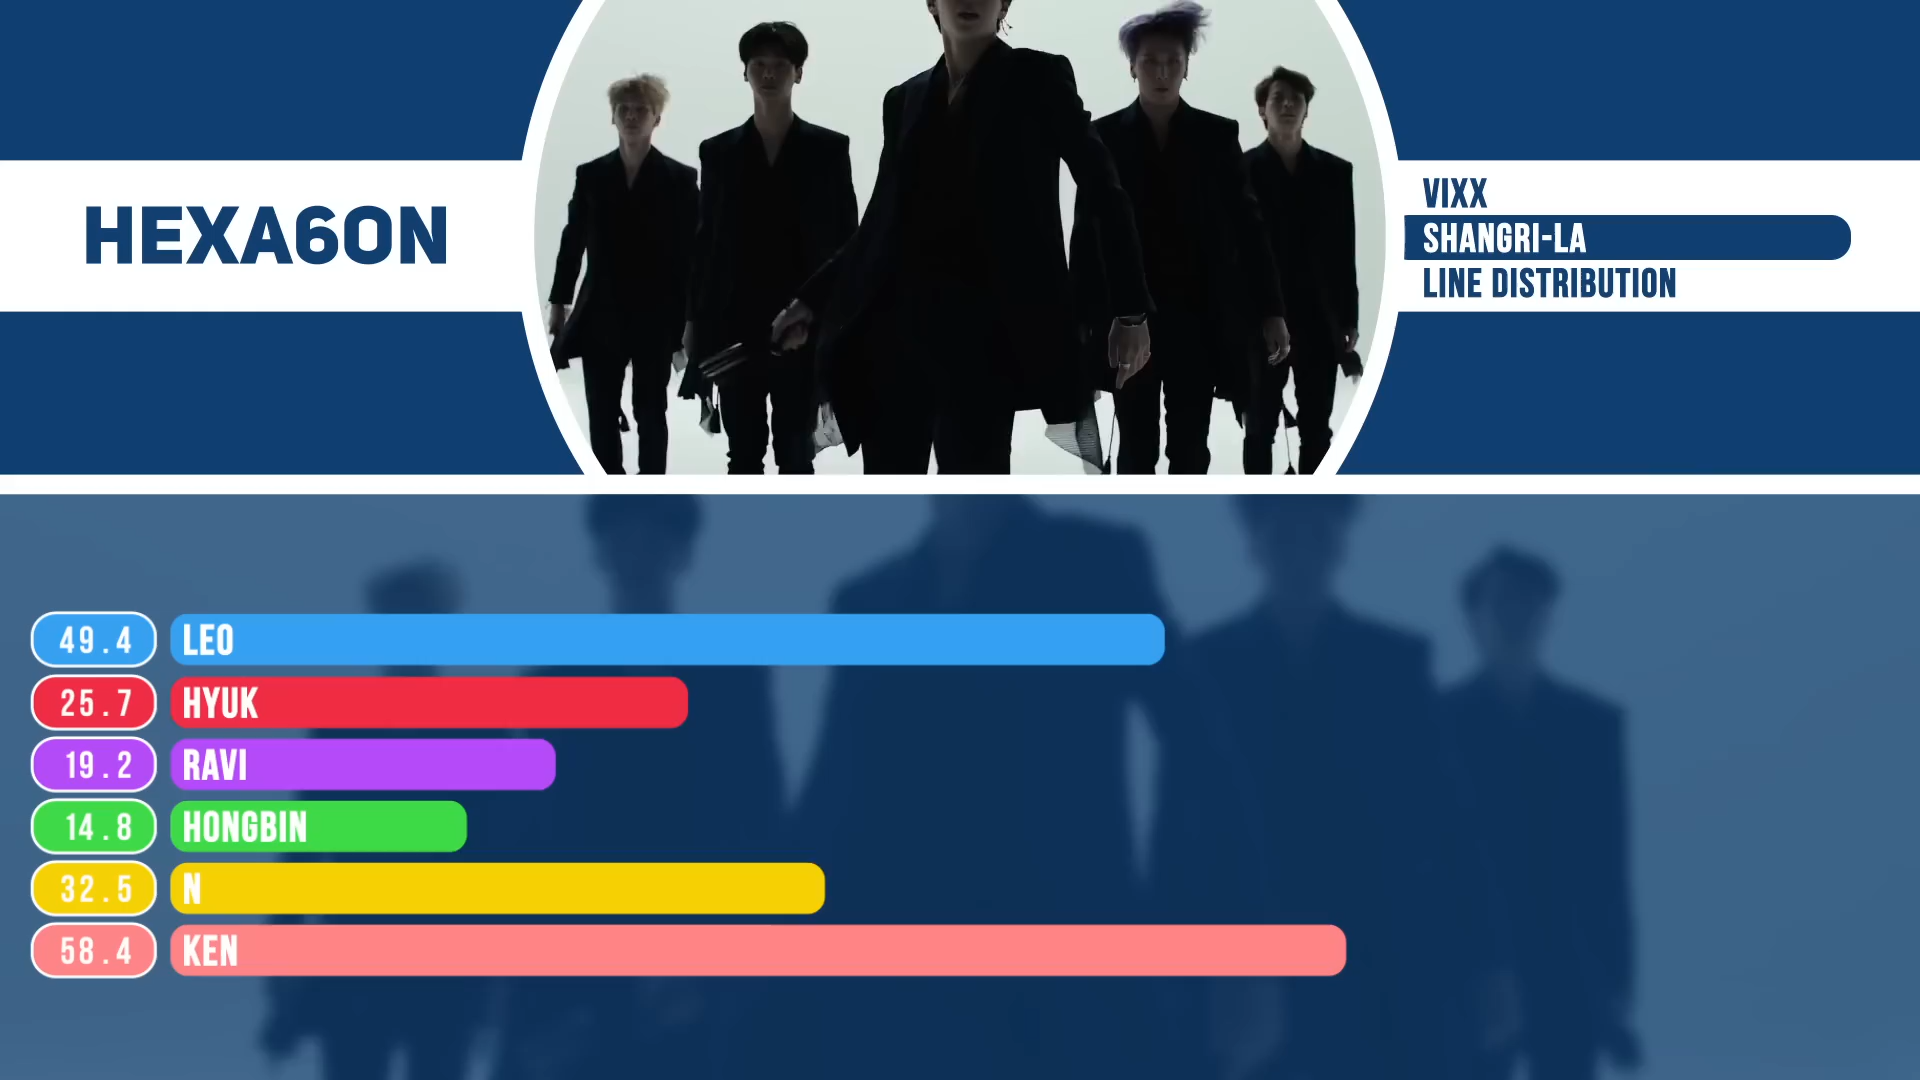 HEXA6ON
VIXX
SHANGRI-LA
LINE DISTRIBUTION
49.4 LEO
25.7 HYUK
19.2 RAVI
14.8 HONGBIN
32.5 N
58.4 KEN